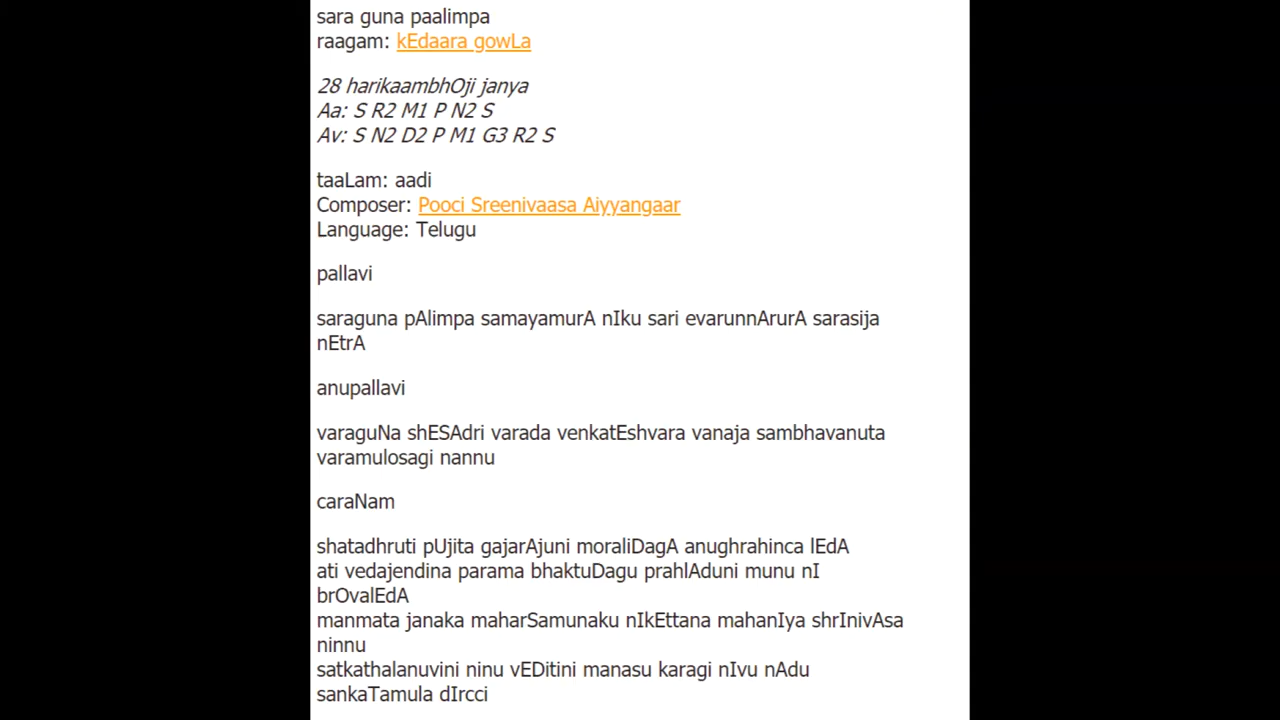 sara guna paalimpa
raagam: kEdaara gowLa
28 harikaambhOji janya
Aa: S R2 M1 P N2 S
Av: S N2 D2 P M1 G3 R2 S
taaLam: aadi
Composer: Pooci Sreenivaasa Aiyyangaar
Language: Telugu
pallavi
saraguna pAlimpa samayamurA nIku sari evarunnArurA sarasija
nEtrA
anupallavi
varaguNa shESAdri varada venkatEshvara vanaja sambhavanuta
varamulosagi nannu
caraNam
shatadhruti pUjita gajarAjuni moraliDagA anughrahinca lEdA
ati vedajendina parama bhaktuDagu prahlAduni munu nI
brOvalEdA
manmata janaka maharSamunaku nIkEttana mahanIya shrInivAsa
ninnu
satkathalanuvini ninu vEDitini manasu karagi nIvu nAdu
sankaTamula dIrcci